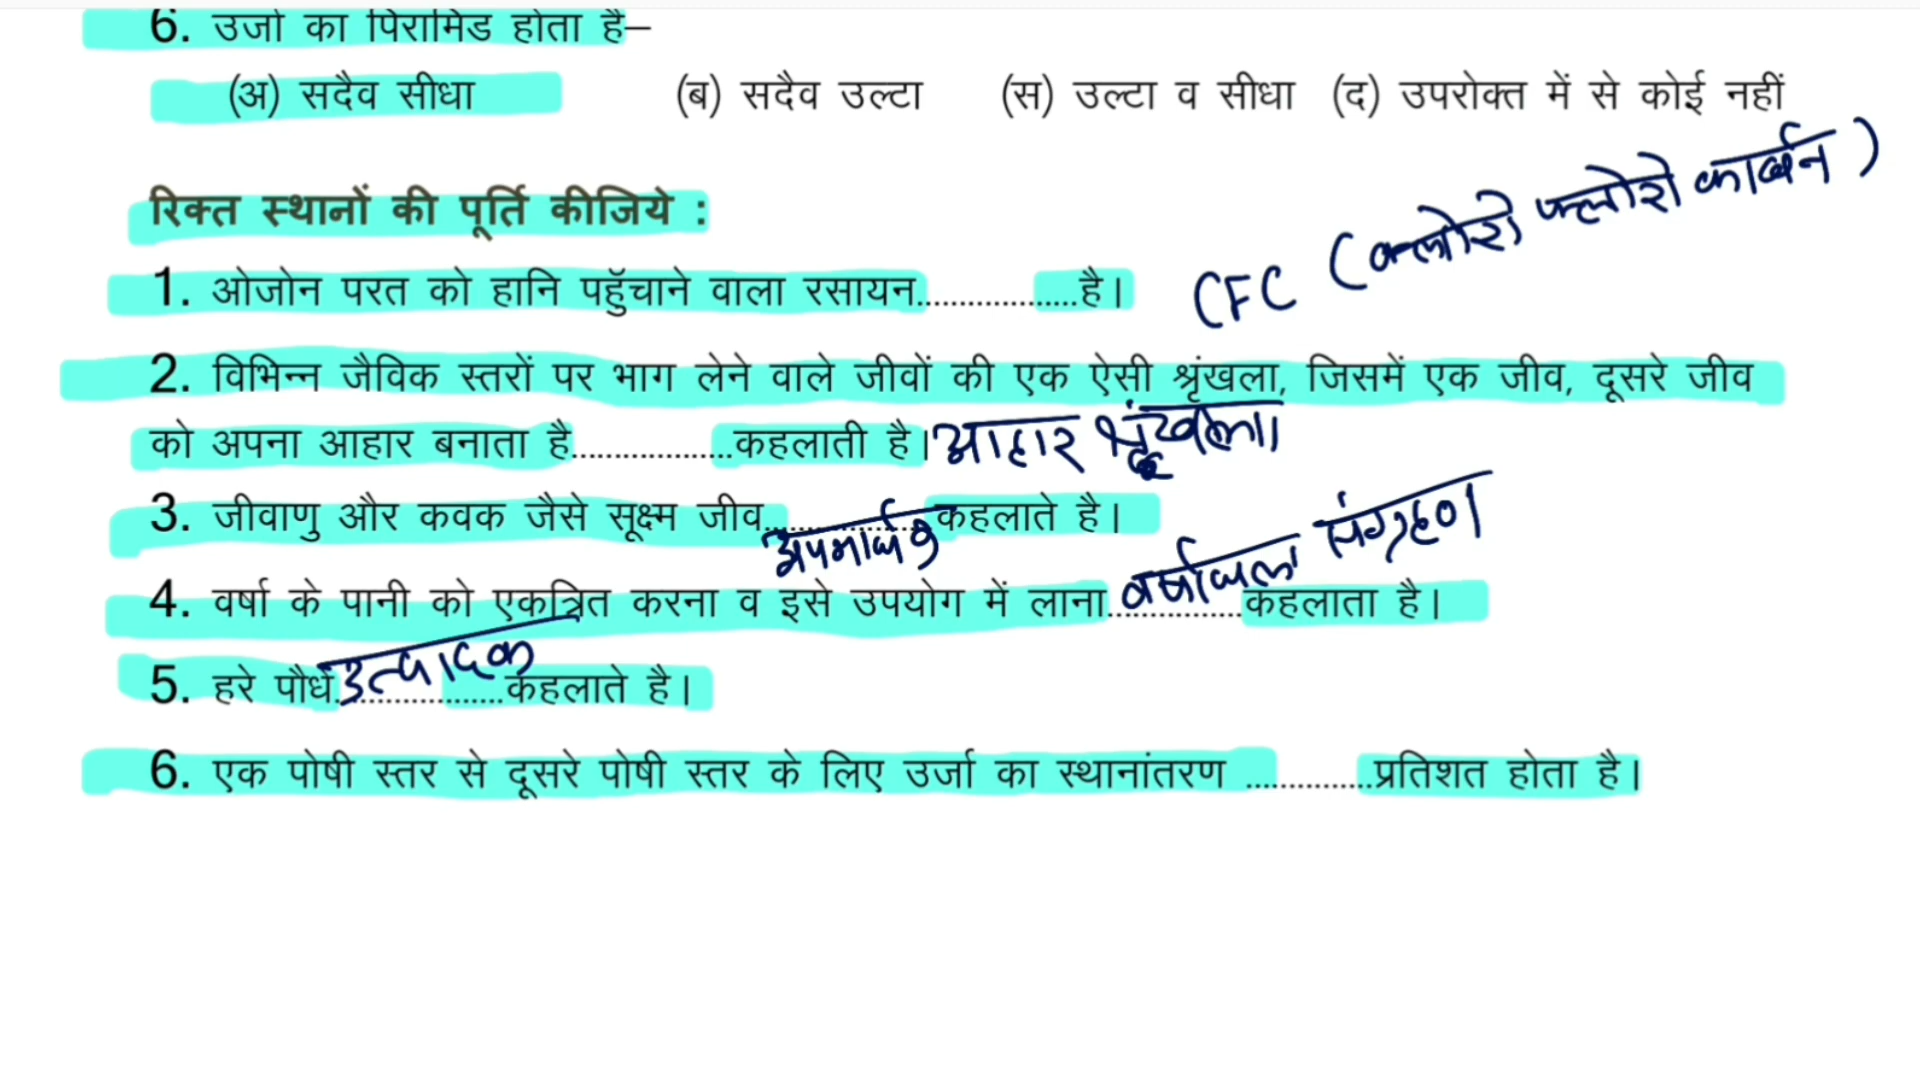 6. उर्जा का पिरामिड होता है–
(अ) सदैव सीधा (ब) सदैव उल्टा (स) उल्टा व सीधा (द) उपरोक्त में से कोई नहीं
रिक्त स्थानों की पूर्ति कीजिये :
1. ओजोन परत को हानि पहुँचाने वाला रसायन...................है। CFC (क्लोरो फ्लोरो कार्बन)
2. विभिन्न जैविक स्तरों पर भाग लेने वाले जीवों की एक ऐसी श्रृंखला, जिसमें एक जीव, दूसरे जीव
को अपना आहार बनाता है...................कहलाती है। आहार श्रृंखला।
3. जीवाणु और कवक जैसे सूक्ष्म जीव...................कहलाते है।
अपमार्जक
4. वर्षा के पानी को एकत्रित करना व इसे उपयोग में लाना................कहलाता है। वर्षाजल संग्रहण
5. हरे पौधे उत्पादक ...................कहलाते है।
6. एक पोषी स्तर से दूसरे पोषी स्तर के लिए उर्जा का स्थानांतरण ...............प्रतिशत होता है।